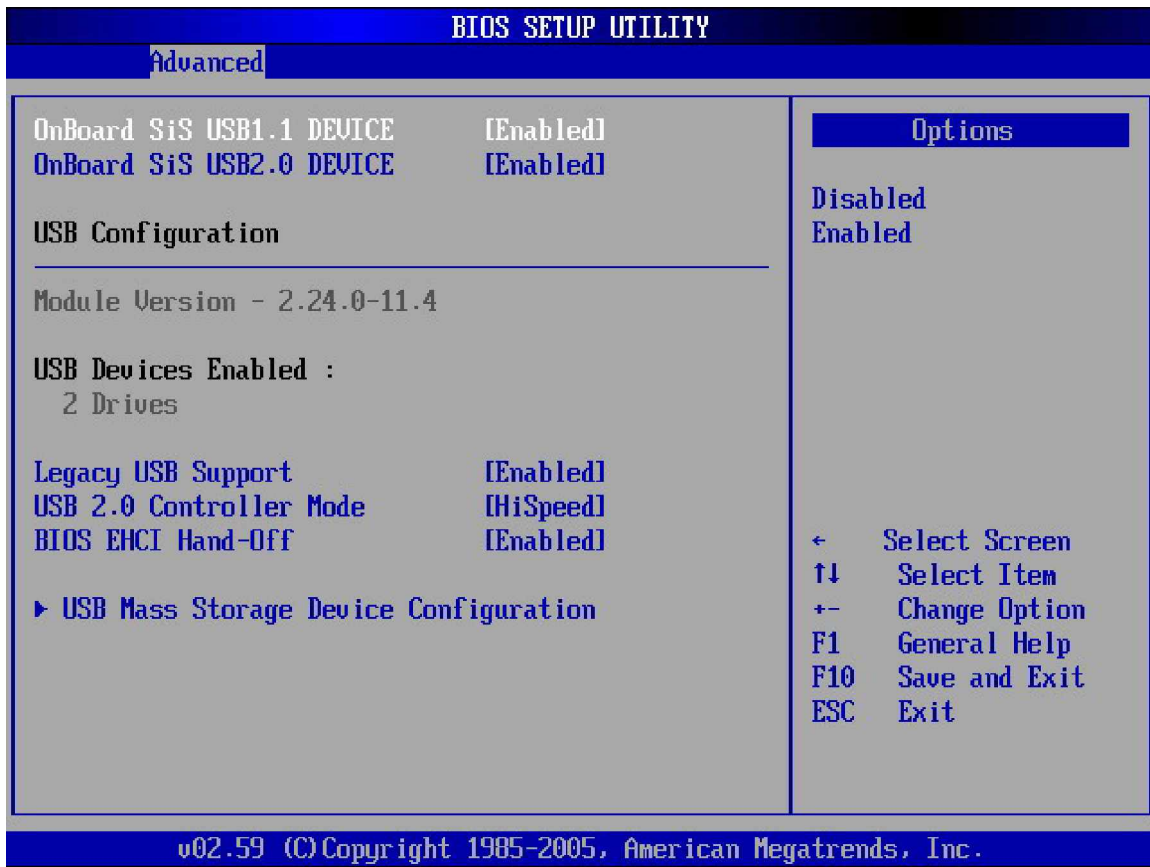 BIOS SETUP UTILITY
Advanced
OnBoard SiS USB1.1 DEVICE [Enabled]
OnBoard SiS USB2.0 DEVICE [Enabled]
USB Configuration
Module Version - 2.24.0-11.4
USB Devices Enabled :
2 Drives
Legacy USB Support [Enabled]
USB 2.0 Controller Mode [HiSpeed]
BIOS EHCI Hand-Off [Enabled]
▶ USB Mass Storage Device Configuration
Options
Disabled
Enabled
← Select Screen
↑↓ Select Item
+- Change Option
F1 General Help
F10 Save and Exit
ESC Exit
v02.59 (C)Copyright 1985-2005, American Megatrends, Inc.